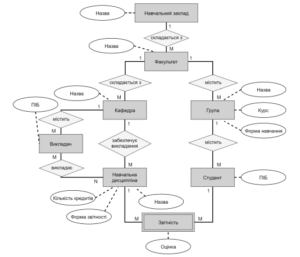 Навчальний заклад
Назва
1
складається з
М
Назва
Факультет
1
1
складається з
містить
Назва
Назва
М
М
Кафедра
Група
Курс
ПІБ
1
1
1
Форма навчання
містить
забезпечує
викладання
містить
М
Викладач
М
викладає
М
М
N
Навчальна
дисципліна
Студент
ПІБ
Кількість кредитів
Назва
Форма звітності
1
1
М
М
Звітність
Оцінка